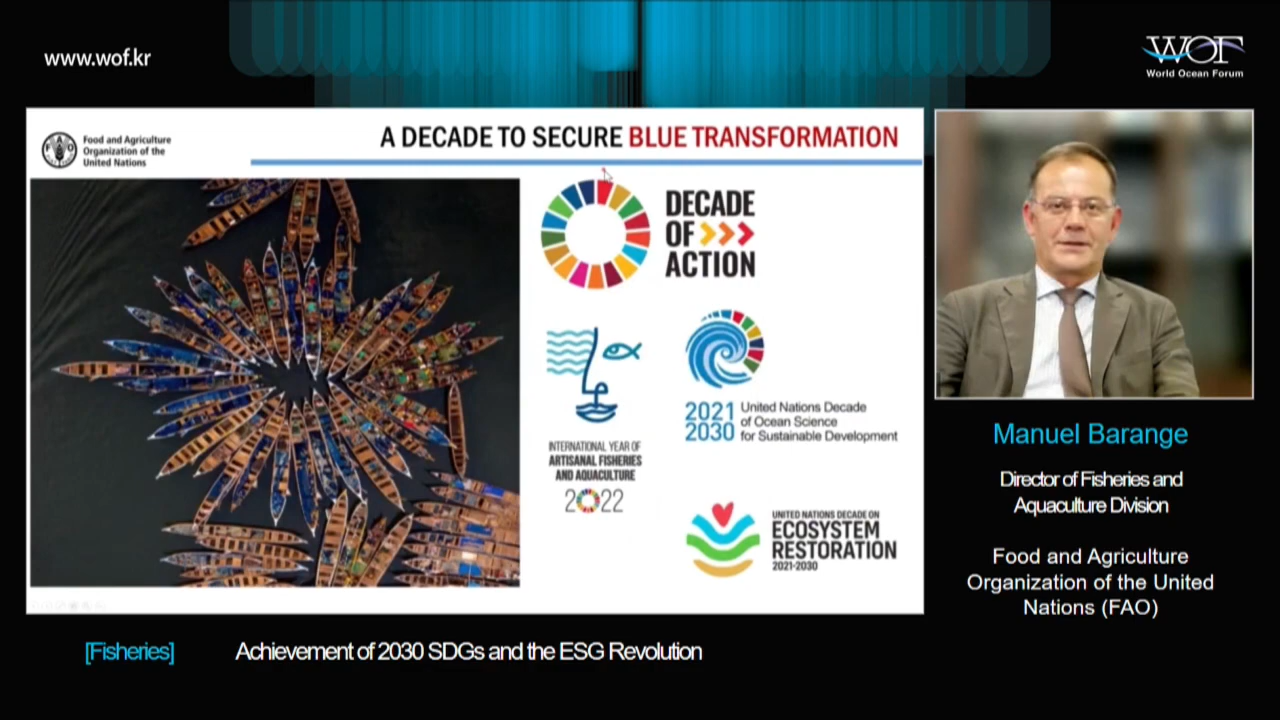 www.wof.kr
WOF
World Ocean Forum
Food and Agriculture
Organization of the
United Nations
A DECADE TO SECURE BLUE TRANSFORMATION
DECADE
OF
ACTION
INTERNATIONAL YEAR OF
ARTISANAL FISHERIES
AND AQUACULTURE
2022
2021
2030
United Nations Decade
of Ocean Science
for Sustainable Development
UNITED NATIONS DECADE ON
ECOSYSTEM
RESTORATION
2021-2030
Manuel Barange
Director of Fisheries and
Aquaculture Division
Food and Agriculture
Organization of the United
Nations (FAO)
[Fisheries] Achievement of 2030 SDGs and the ESG Revolution